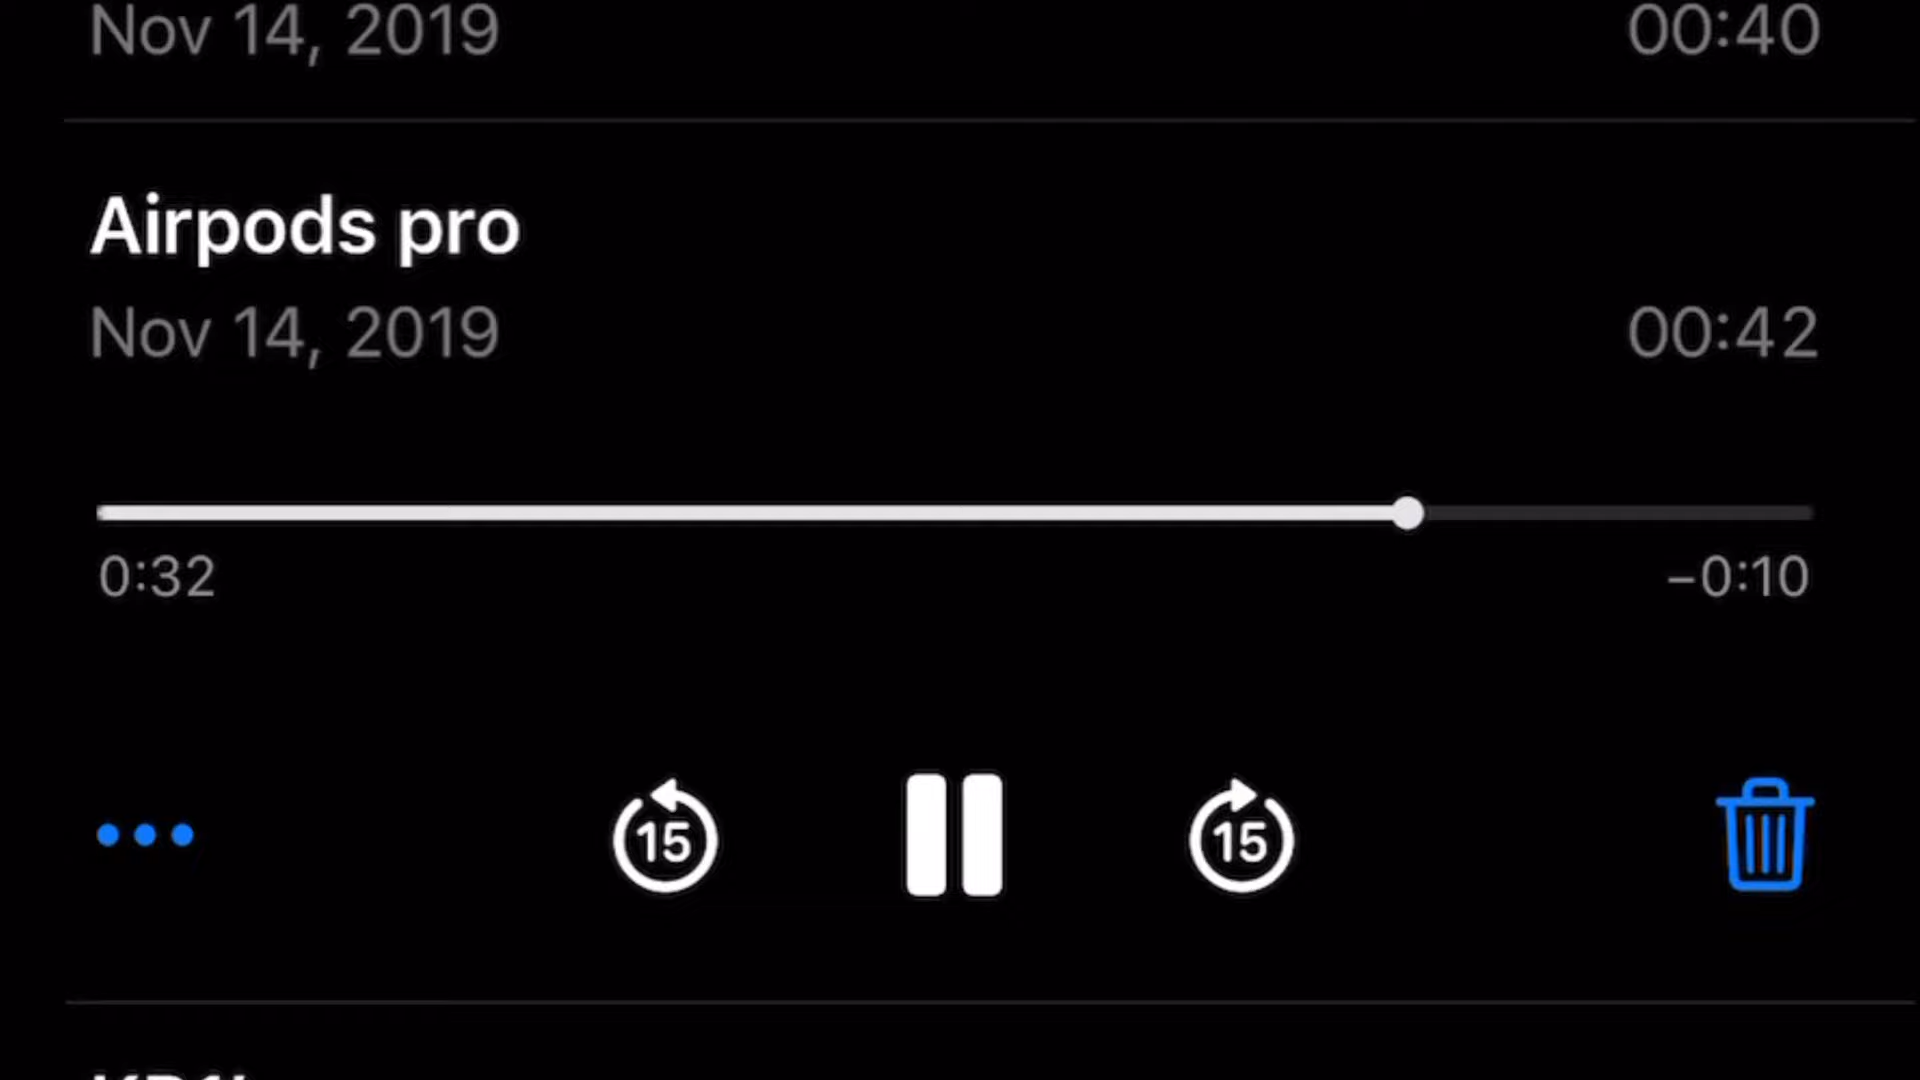 Nov 14, 2019 00:40
Airpods pro
Nov 14, 2019 00:42
0:32 –0:10
15 15